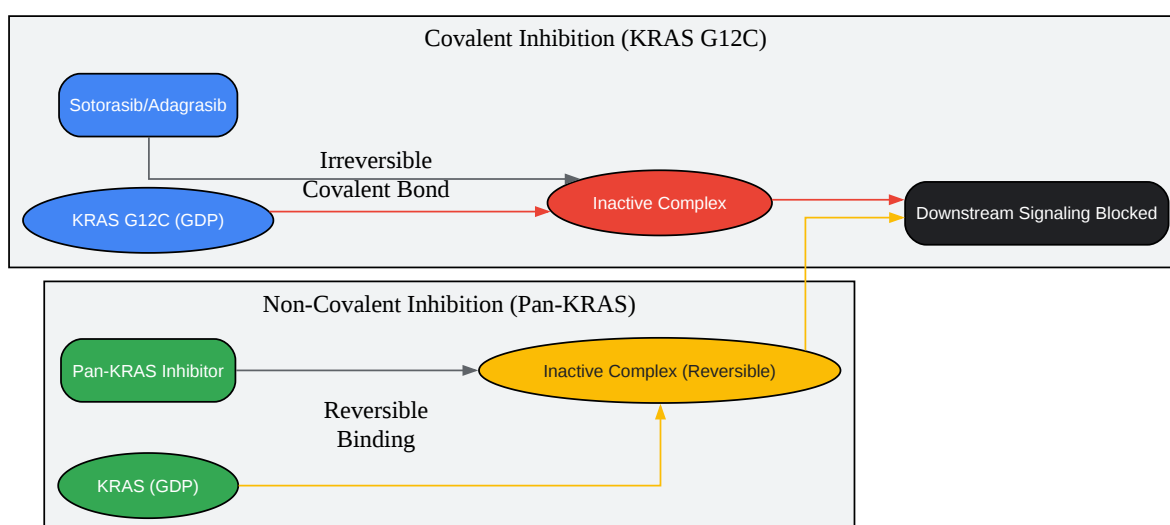 Covalent Inhibition (KRAS G12C)
Sotorasib/Adagrasib
Irreversible
Covalent Bond
KRAS G12C (GDP)
Inactive Complex
Downstream Signaling Blocked
Non-Covalent Inhibition (Pan-KRAS)
Pan-KRAS Inhibitor
Inactive Complex (Reversible)
Reversible
Binding
KRAS (GDP)